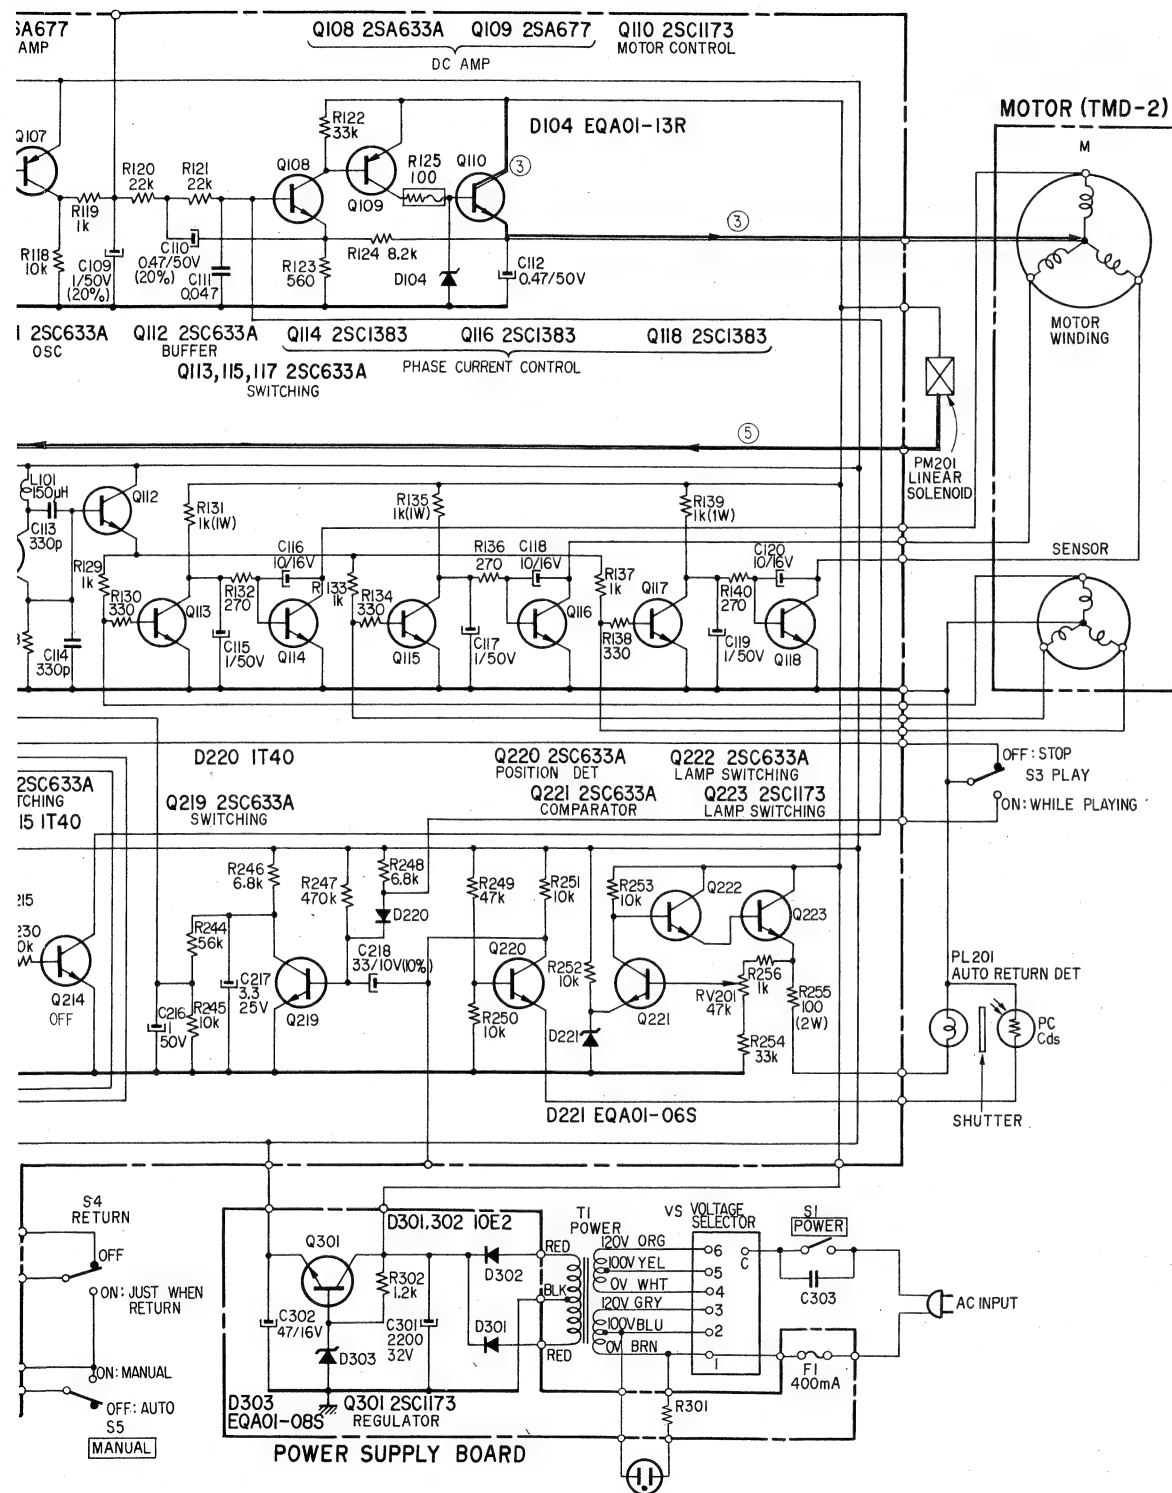 SA677
AMP
Q108 2SA633A
Q109 2SA677
DC AMP
Q110 2SC1173
MOTOR CONTROL
MOTOR (TMD-2)
M
D104 EQA01-13R
R122
33k
Q107
R120
22k
R121
22k
Q108
R125
100
Q110
3
Q109
R119
1k
3
R118
10k
C109
1/50V
(20%)
C110
0.47/50V
(20%)
C111
0.047
R123
560
R124 8.2k
D104
C112
0.47/50V
MOTOR
WINDING
1 2SC633A
OSC
Q112 2SC633A
BUFFER
Q114 2SC1383
Q116 2SC1383
Q118 2SC1383
PHASE CURRENT CONTROL
Q113,115,117 2SC633A
SWITCHING
5
PM201
LINEAR
SOLENOID
L101
150μH
Q112
C113
330p
R131
1k(1W)
R135
1k(1W)
R139
1k(1W)
SENSOR
R129
1k
C116
10/16V
R136
270
C118
10/16V
C120
10/16V
R130
330
R132
270
R133
1k
R134
330
R137
1k
Q117
R140
270
Q113
Q116
R138
330
C114
330p
C115
1/50V
Q114
Q115
C117
1/50V
C119
1/50V
Q118
D220 1T40
Q220 2SC633A
POSITION DET
Q222 2SC633A
LAMP SWITCHING
OFF: STOP
S3 PLAY
ON: WHILE PLAYING
2SC633A
TCHING
15 1T40
Q219 2SC633A
SWITCHING
Q221 2SC633A
COMPARATOR
Q223 2SC1173
LAMP SWITCHING
R246
6.8k
R247
470k
R248
6.8k
R249
47k
R251
10k
R253
10k
Q222
Q223
215
230
0k
R244
56k
D220
C218
33/10V(10%)
Q220
R252
10k
R256
1k
PL201
AUTO RETURN DET
Q214
OFF
C217
3.3
25V
R245
10k
C216
1
50V
Q219
R250
10k
D221
Q221
RV201
47k
R255
100
(2W)
R254
33k
PC
Cds
SHUTTER
D221 EQA01-06S
S4
RETURN
OFF
ON: JUST WHEN
RETURN
ON: MANUAL
OFF: AUTO
S5
MANUAL
D301,302 10E2
T1
POWER
VS VOLTAGE
SELECTOR
S1
POWER
Q301
RED
120V ORG
6
C
100V YEL
5
D302
R302
1.2k
BLK
0V WHT
4
C303
C302
47/16V
C301
2200
32V
120V GRY
3
AC INPUT
D301
100V BLU
2
D303
RED
0V BRN
1
F1
400mA
D303
EQA01-08S
Q301 2SC1173
REGULATOR
R301
POWER SUPPLY BOARD